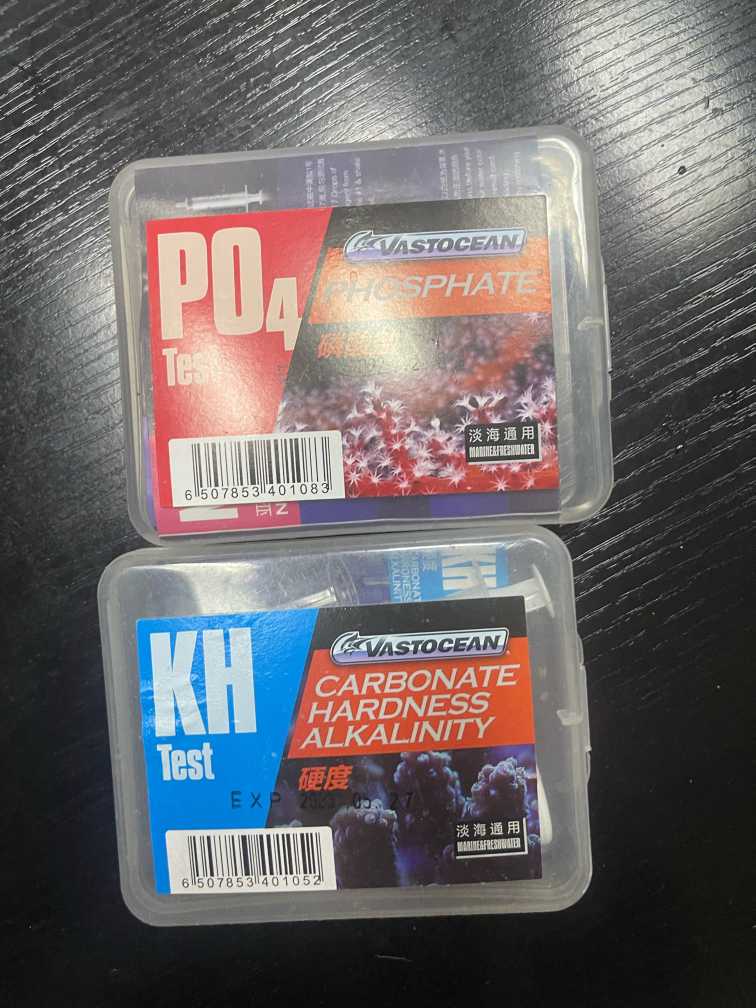 PO4
Test
VASTOCEAN
PHOSPHATE
淡海通用
MARINE&FRESHWATER
6 507853 401083
N
KH
Test
VASTOCEAN
CARBONATE
HARDNESS
ALKALINITY
硬度
EXP
淡海通用
MARINE&FRESHWATER
6 507853 401052